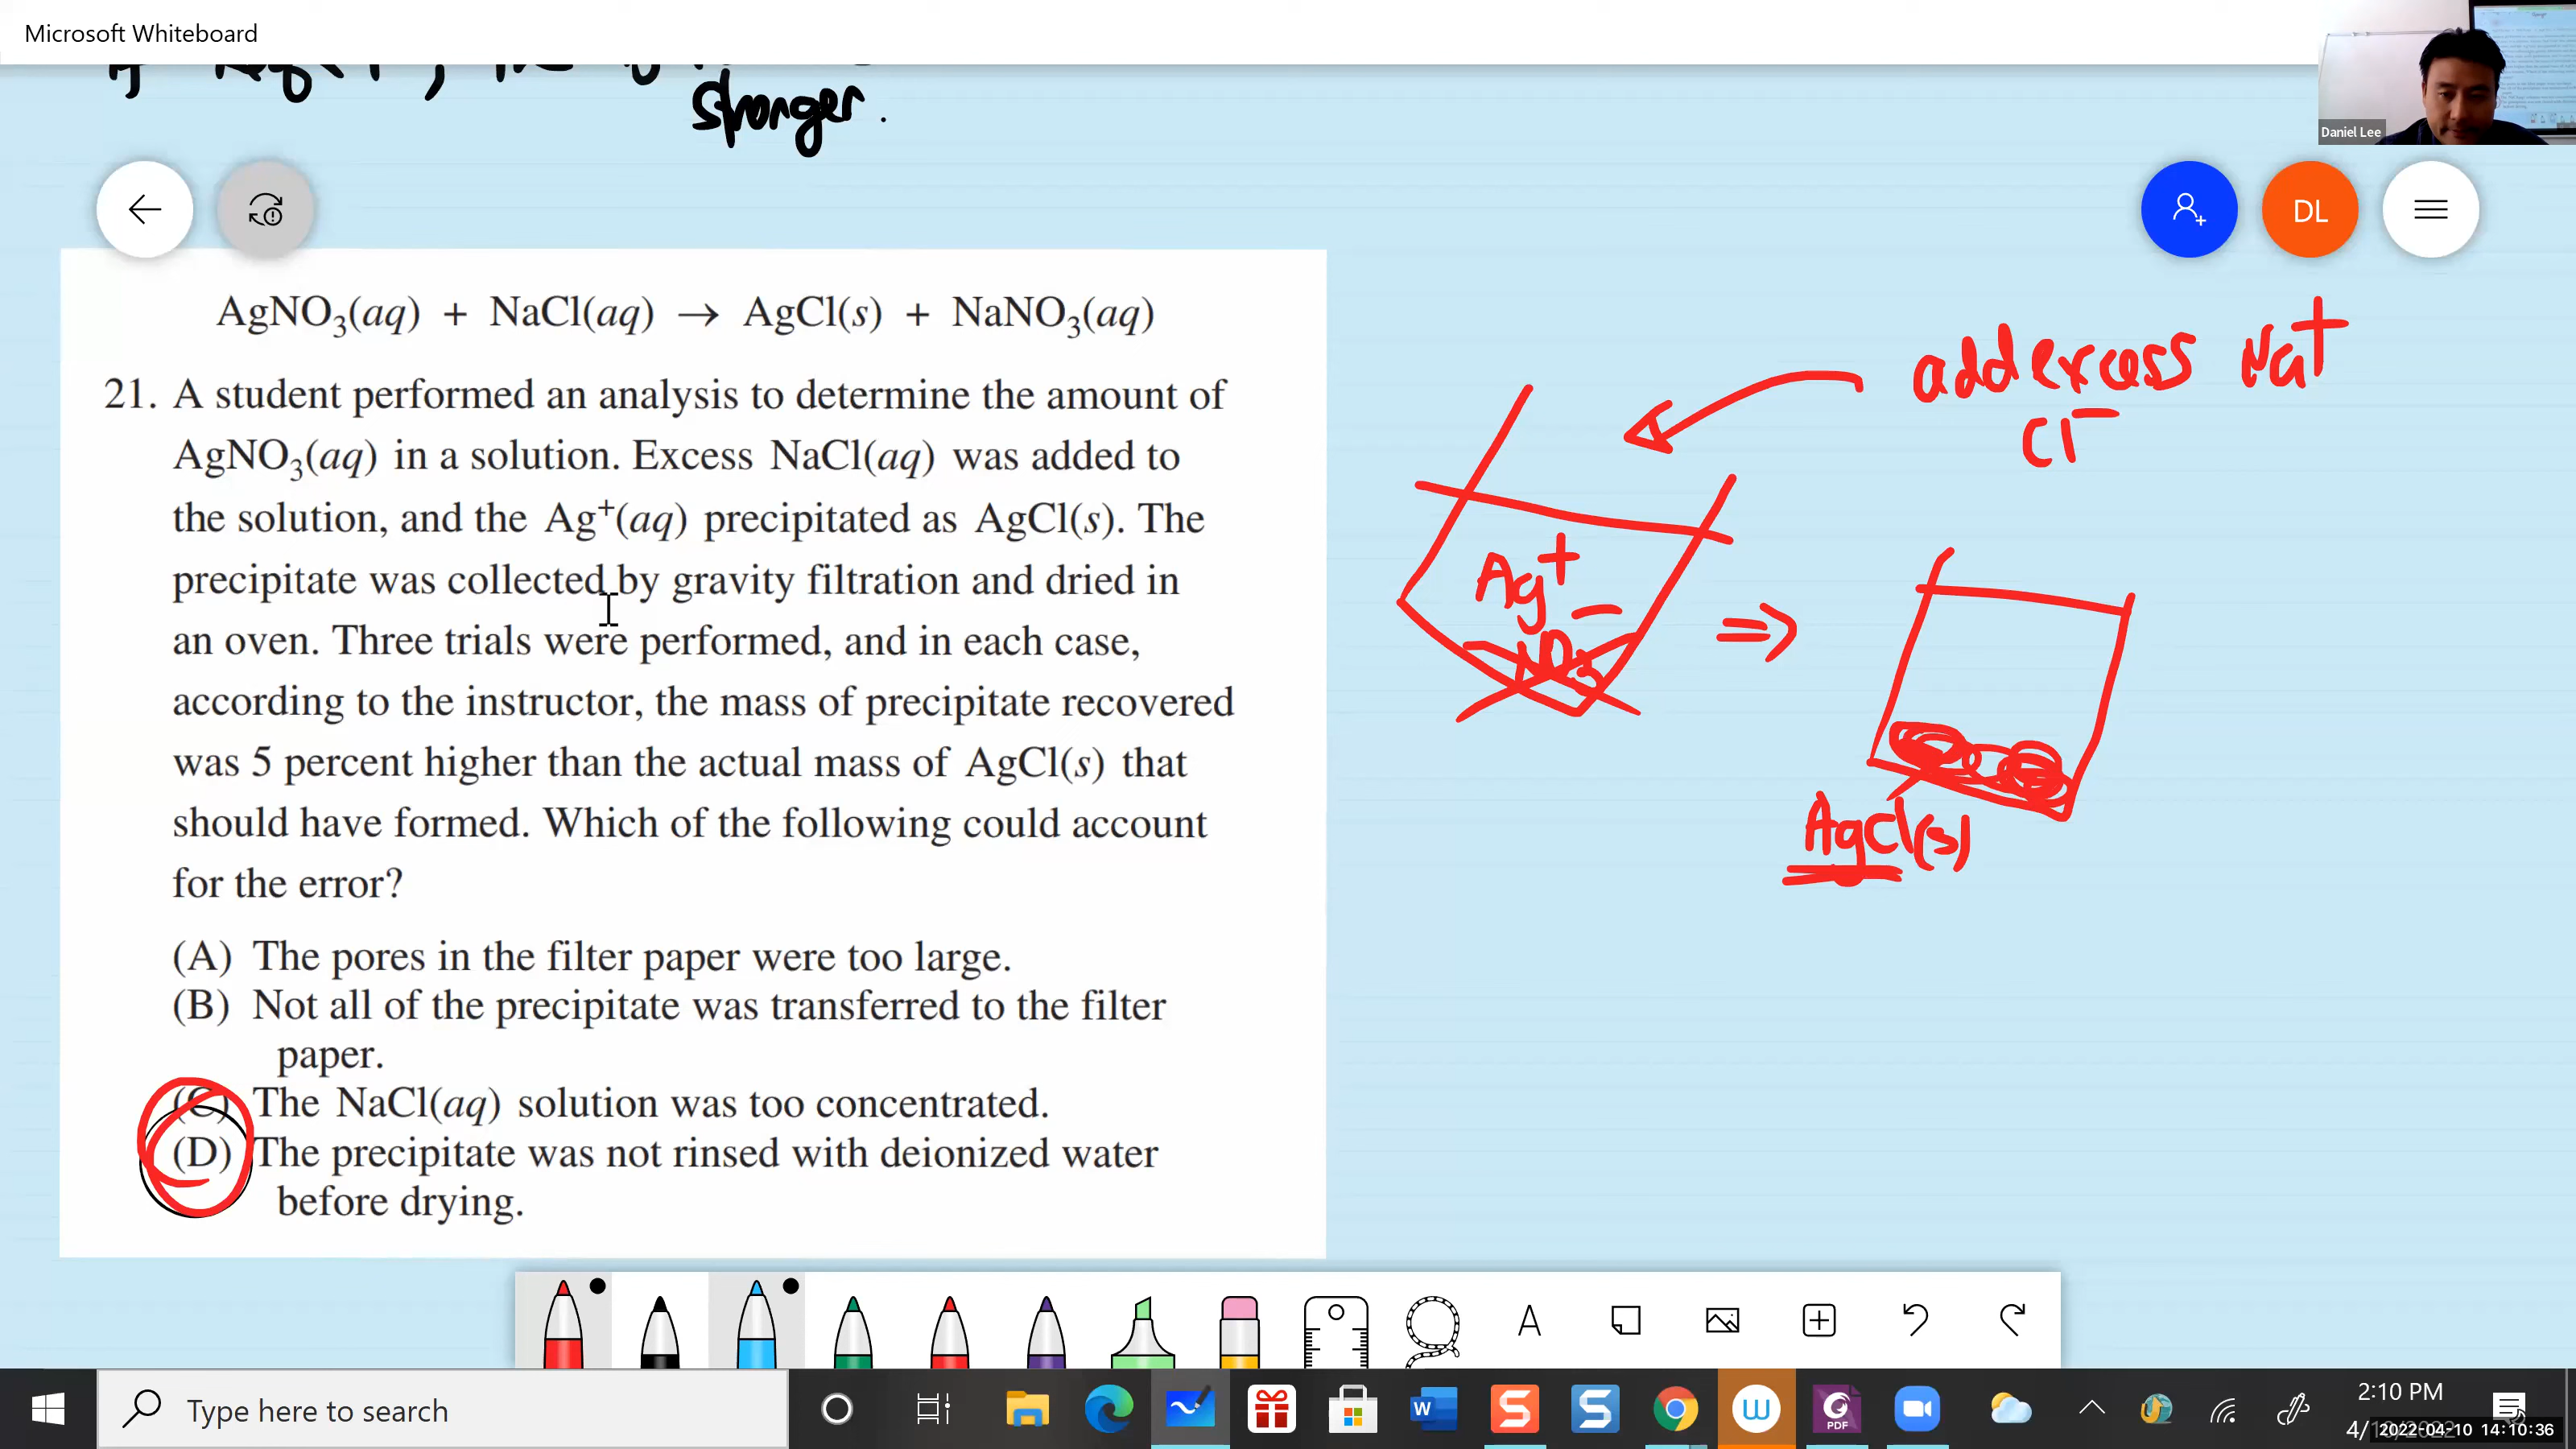 Microsoft Whiteboard
stronger.
Daniel Lee
DL
AgNO₃(aq) + NaCl(aq) → AgCl(s) + NaNO₃(aq)
21. A student performed an analysis to determine the amount of
AgNO₃(aq) in a solution. Excess NaCl(aq) was added to
the solution, and the Ag⁺(aq) precipitated as AgCl(s). The
precipitate was collected by gravity filtration and dried in
an oven. Three trials were performed, and in each case,
according to the instructor, the mass of precipitate recovered
was 5 percent higher than the actual mass of AgCl(s) that
should have formed. Which of the following could account
for the error?
(A) The pores in the filter paper were too large.
(B) Not all of the precipitate was transferred to the filter
paper.
(C) The NaCl(aq) solution was too concentrated.
(D) The precipitate was not rinsed with deionized water
before drying.
add excess Na⁺
Cl⁻
Ag⁺
NO₃⁻
⇒
AgCl(s)
A
Type here to search
W
S
S
W
PDF
2:10 PM
2022-04-10 14:10:36